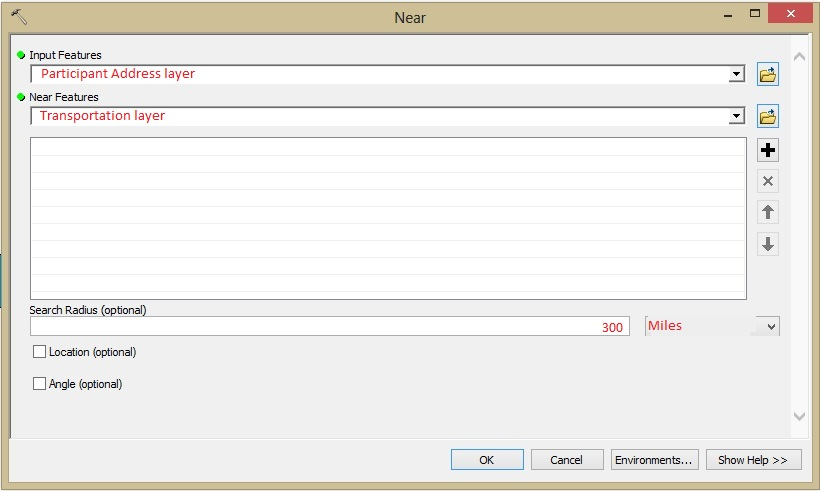 Near
Input Features
Participant Address layer
Near Features
Transportation layer
Search Radius (optional)
300 Miles
Location (optional)
Angle (optional)
OK Cancel Environments... Show Help >>